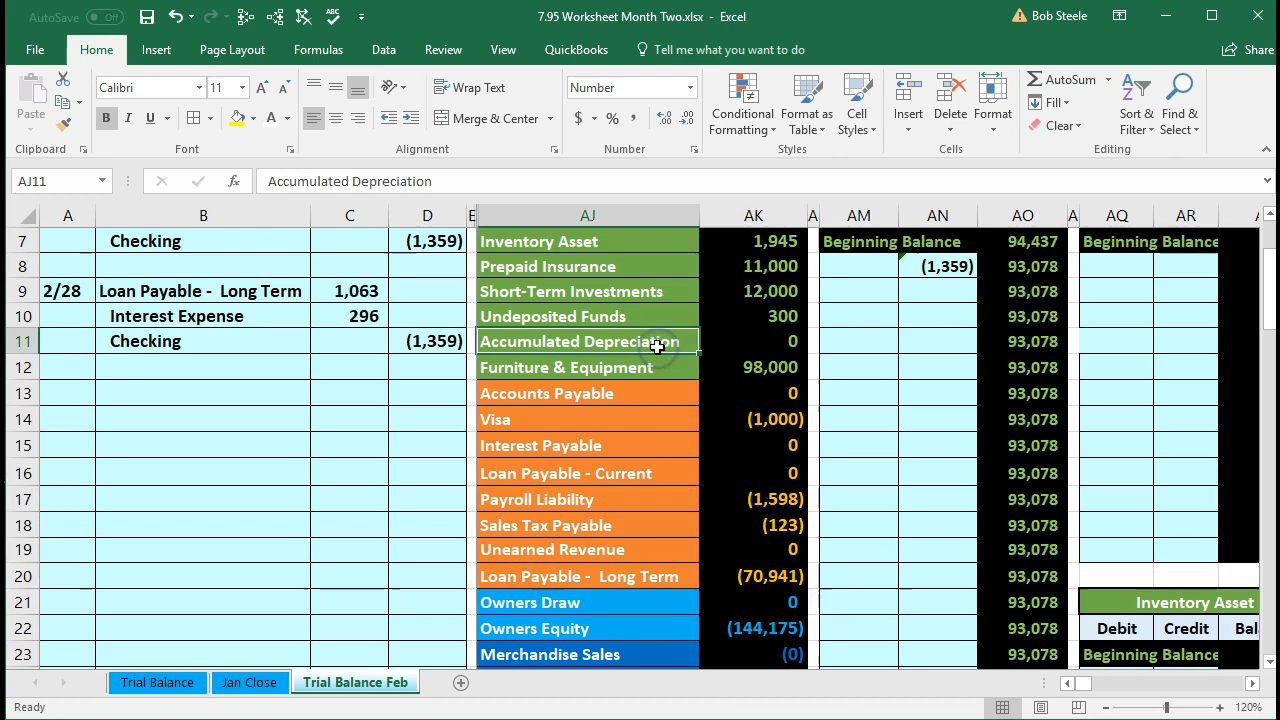 AutoSave Off 7.95 Worksheet Month Two.xlsx - Excel Bob Steele
File Home Insert Page Layout Formulas Data Review View QuickBooks Tell me what you want to do Share
Paste Calibri 11 Wrap Text Number
B I U Merge & Center $ % , Conditional Formatting Format as Table Cell Styles Insert Delete Format AutoSum Fill Clear Sort & Filter Find & Select
Clipboard Font Alignment Number Styles Cells Editing
AJ11 fx Accumulated Depreciation
A B C D E AJ AK A AM AN AO A AQ AR
7 Checking (1,359) Inventory Asset 1,945 Beginning Balance 94,437 Beginning Balance
8 Prepaid Insurance 11,000 (1,359) 93,078
9 2/28 Loan Payable - Long Term 1,063 Short-Term Investments 12,000 93,078
10 Interest Expense 296 Undeposited Funds 300 93,078
11 Checking (1,359) Accumulated Depreciation 0 93,078
12 Furniture & Equipment 98,000 93,078
13 Accounts Payable 0 93,078
14 Visa (1,000) 93,078
15 Interest Payable 0 93,078
16 Loan Payable - Current 0 93,078
17 Payroll Liability (1,598) 93,078
18 Sales Tax Payable (123) 93,078
19 Unearned Revenue 0 93,078
20 Loan Payable - Long Term (70,941) 93,078
21 Owners Draw 0 93,078 Inventory Asset
22 Owners Equity (144,175) 93,078 Debit Credit Bal
23 Merchandise Sales (0) 93,078 Beginning Balance
Trial Balance Jan Close Trial Balance Feb
Ready 120%